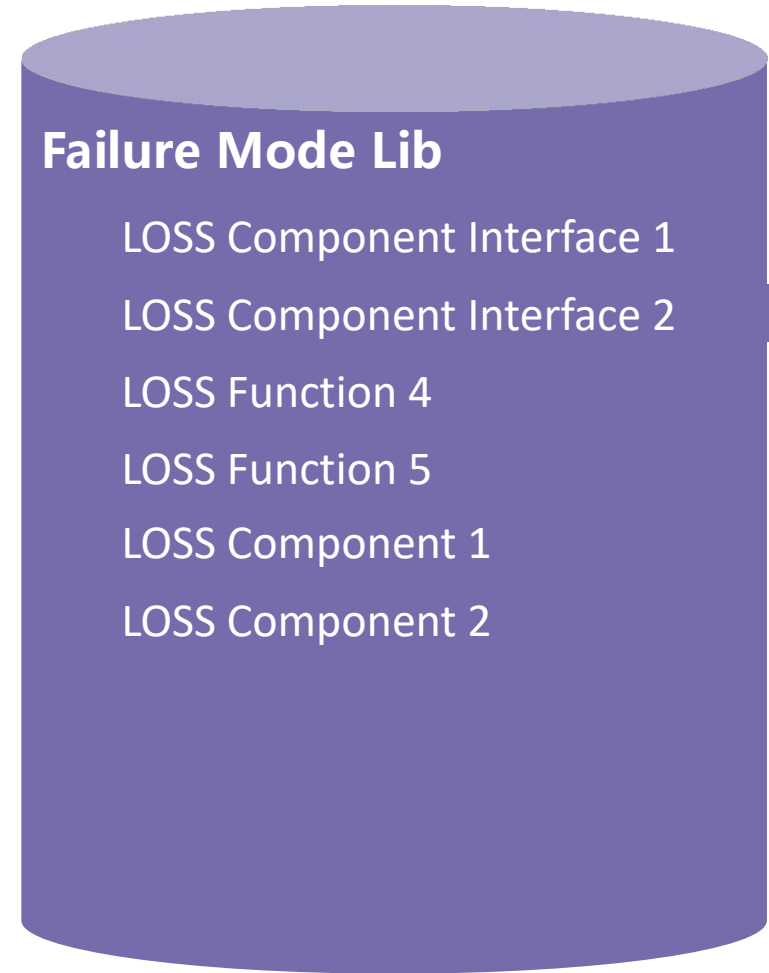 Failure Mode Lib
LOSS Component Interface 1
LOSS Component Interface 2
LOSS Function 4
LOSS Function 5
LOSS Component 1
LOSS Component 2